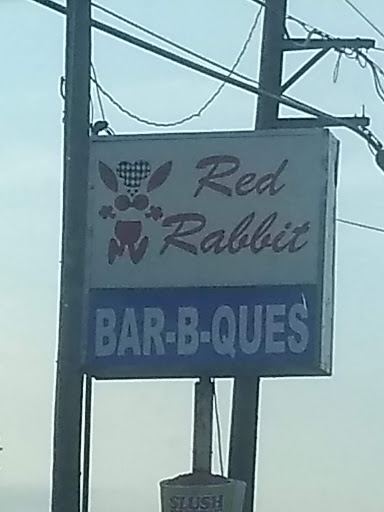 Red
Rabbit
BAR-B-QUES
SLUSH